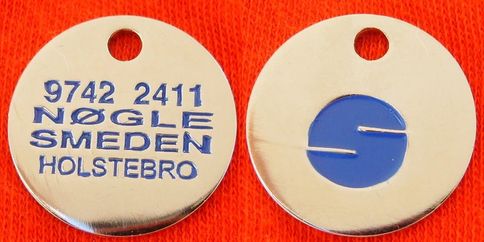 9742 2411
NØGLE
SMEDEN
HOLSTEBRO